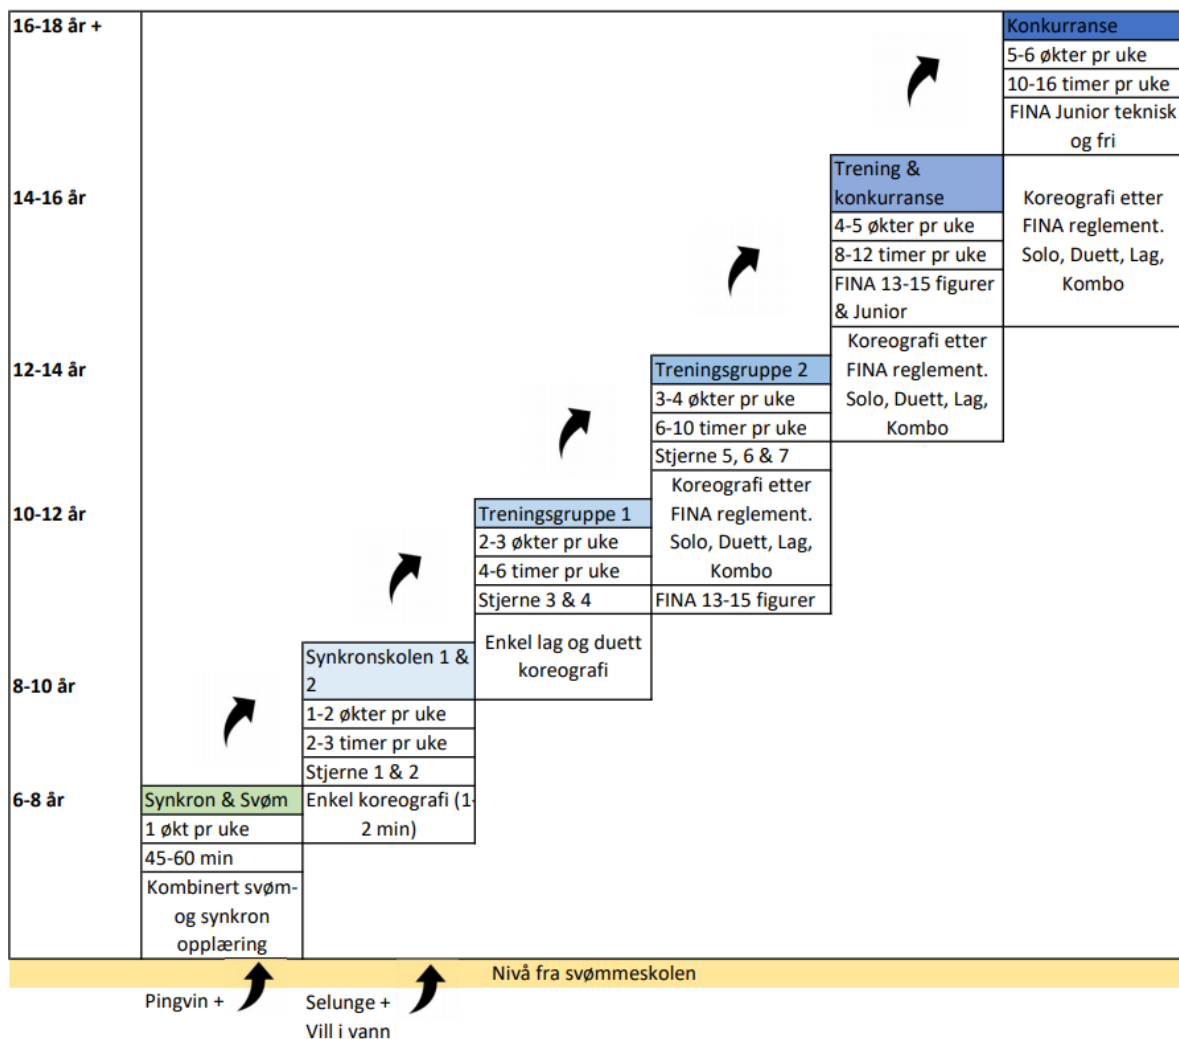 16-18 år +
Konkurranse
5-6 økter pr uke
10-16 timer pr uke
FINA Junior teknisk
og fri
Koreografi etter
FINA reglement.
Solo, Duett, Lag,
Kombo
14-16 år
Trening &
konkurranse
4-5 økter pr uke
8-12 timer pr uke
FINA 13-15 figurer
& Junior
Koreografi etter
FINA reglement.
Solo, Duett, Lag,
Kombo
12-14 år
Treningsgruppe 2
3-4 økter pr uke
6-10 timer pr uke
Stjerne 5, 6 & 7
Koreografi etter
FINA reglement.
Solo, Duett, Lag,
Kombo
FINA 13-15 figurer
10-12 år
Treningsgruppe 1
2-3 økter pr uke
4-6 timer pr uke
Stjerne 3 & 4
Enkel lag og duett
koreografi
8-10 år
Synkronskolen 1 &
2
1-2 økter pr uke
2-3 timer pr uke
Stjerne 1 & 2
Enkel koreografi (1-
2 min)
6-8 år
Synkron & Svøm
1 økt pr uke
45-60 min
Kombinert svøm-
og synkron
opplæring
Nivå fra svømmeskolen
Pingvin +
Selunge +
Vill i vann